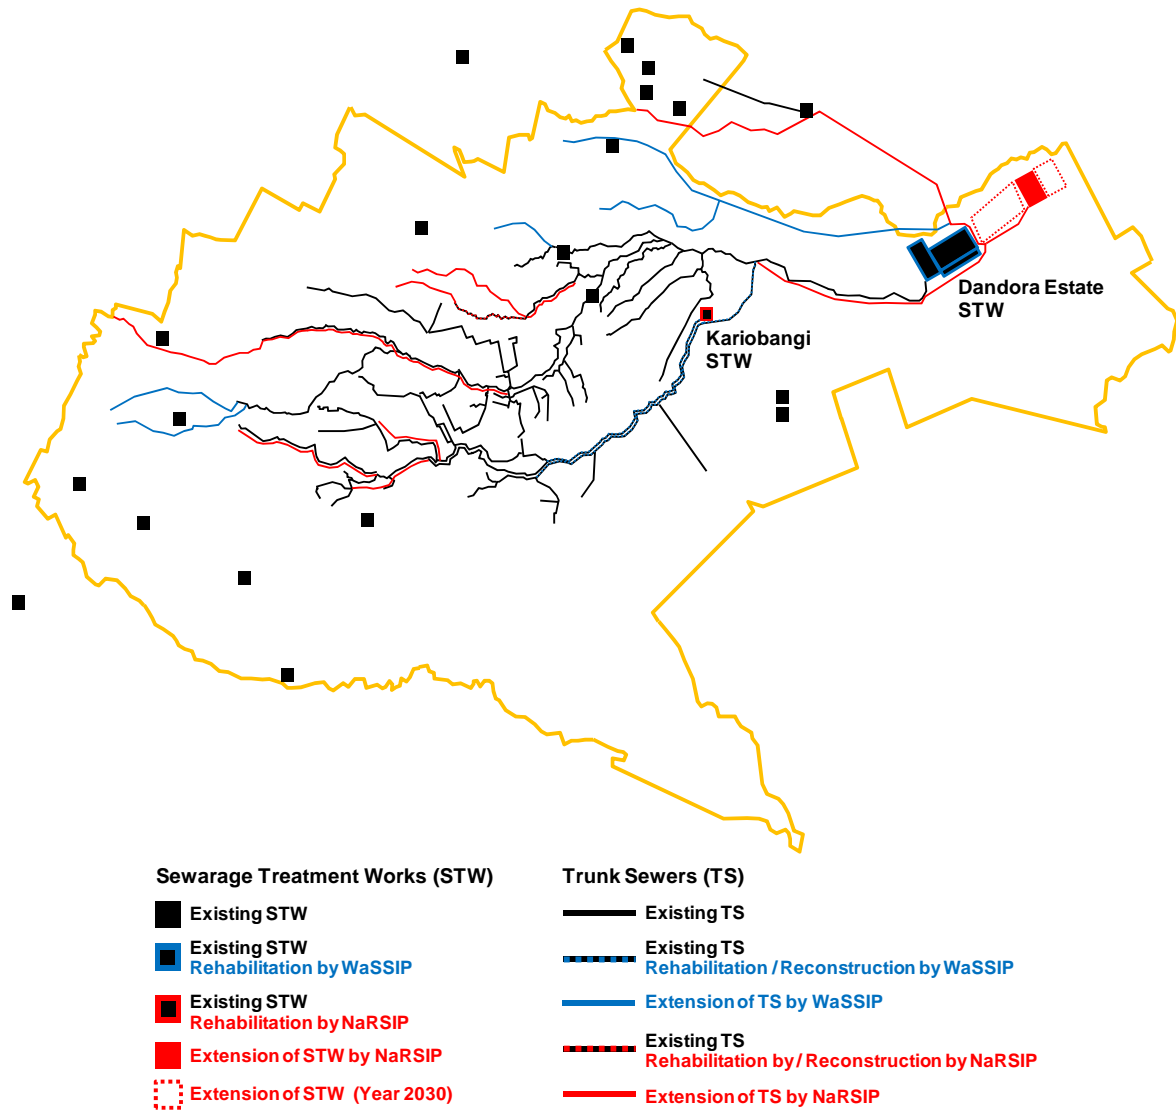 Dandora Estate
STW
Kariobangi
STW
Sewarage Treatment Works (STW)
Existing STW
Existing STW
Rehabilitation by WaSSIP
Existing STW
Rehabilitation by NaRSIP
Extension of STW by NaRSIP
Extension of STW (Year 2030)
Trunk Sewers (TS)
Existing TS
Existing TS
Rehabilitation / Reconstruction by WaSSIP
Extension of TS by WaSSIP
Existing TS
Rehabilitation by / Reconstruction by NaRSIP
Extension of TS by NaRSIP